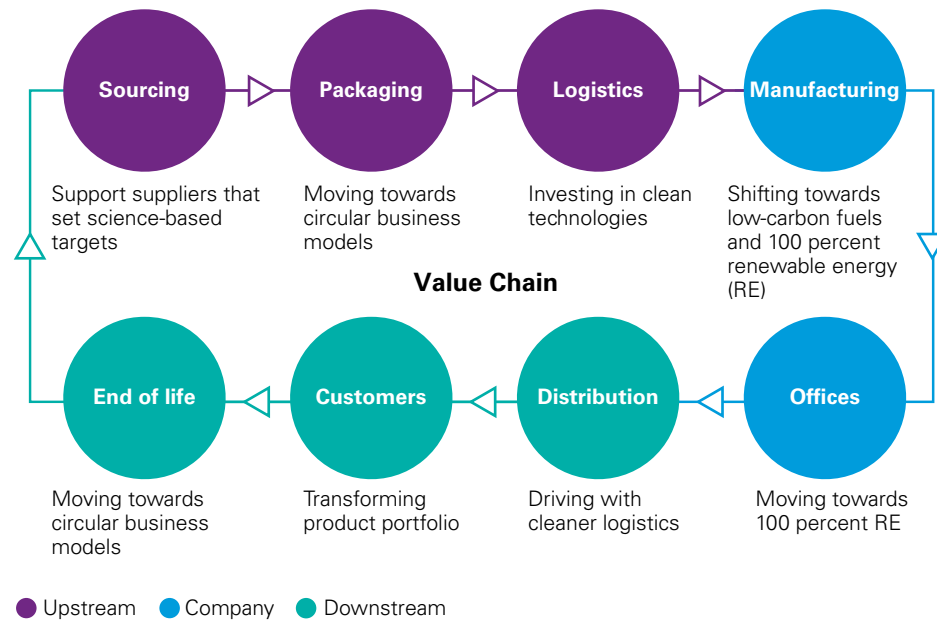 Sourcing
Packaging
Logistics
Manufacturing
Support suppliers that
set science-based
targets
Moving towards
circular business
models
Investing in clean
technologies
Shifting towards
low-carbon fuels
and 100 percent
renewable energy
(RE)
Value Chain
End of life
Customers
Distribution
Offices
Moving towards
circular business
models
Transforming
product portfolio
Driving with
cleaner logistics
Moving towards
100 percent RE
Upstream
Company
Downstream